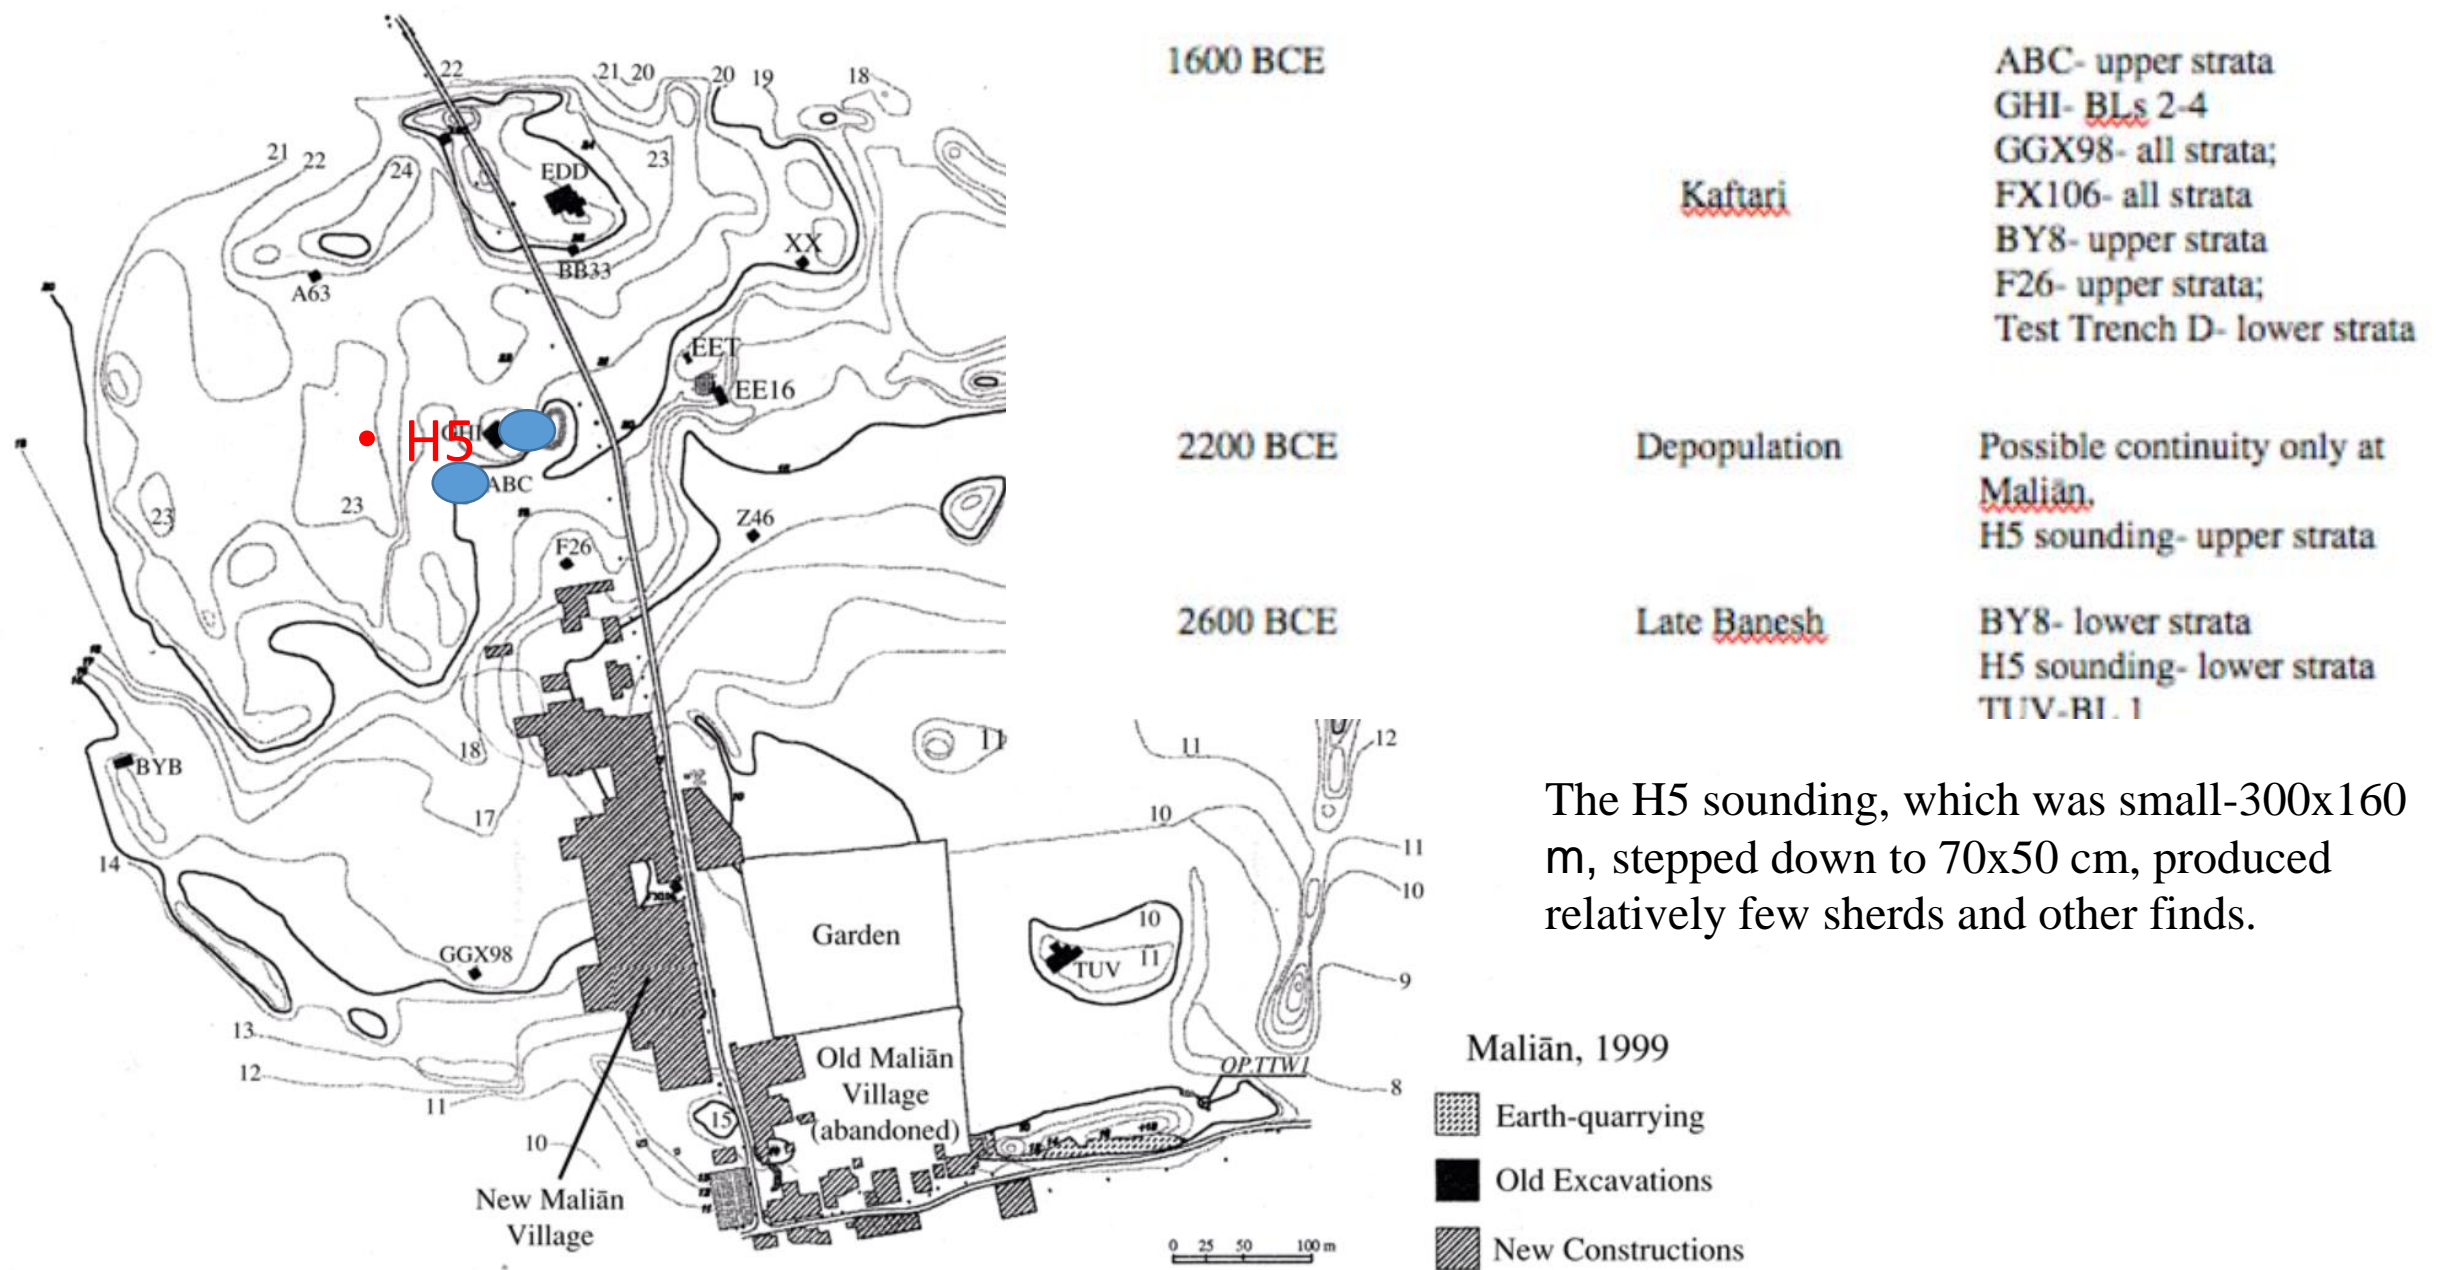 22
21
20
20
19
18
21
22
24
EDD
23
BB33
XX
A63
EET
EE16
GHI
H5
ABC
23
23
Z46
F26
18
17
BYB
14
GGX98
13
12
11
10
15
New Maliān
Village
Garden
Old Maliān
Village
(abandoned)
11
11
12
10
11
10
10
TUV
11
9
OP.TTW1
8
1600 BCE
Kaftari
ABC- upper strata
GHI- BLs 2-4
GGX98- all strata;
FX106- all strata
BY8- upper strata
F26- upper strata;
Test Trench D- lower strata
2200 BCE
Depopulation
Possible continuity only at
Maliān.
H5 sounding- upper strata
2600 BCE
Late Banesh
BY8- lower strata
H5 sounding- lower strata
TUV-BL 1
The H5 sounding, which was small-300x160
m, stepped down to 70x50 cm, produced
relatively few sherds and other finds.
Maliān, 1999
Earth-quarrying
Old Excavations
New Constructions
0 25 50 100 m